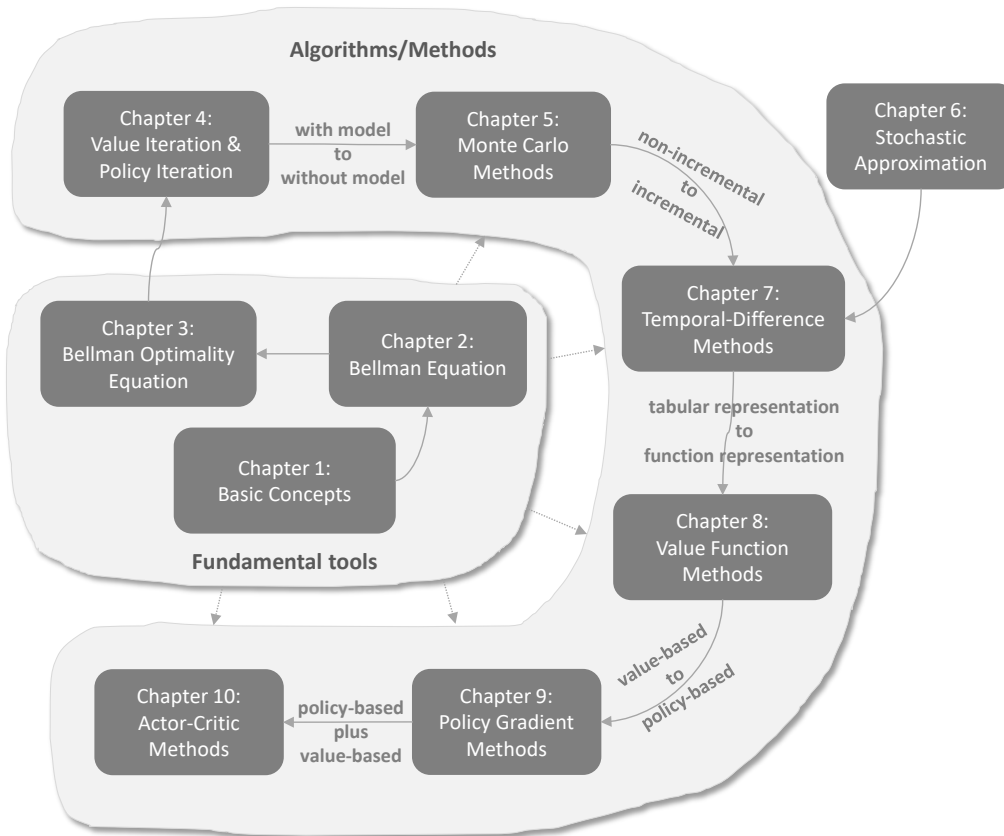 Algorithms/Methods
Chapter 4:
Value Iteration &
Policy Iteration
with model
to
without model
Chapter 5:
Monte Carlo
Methods
non-incremental
to
incremental
Chapter 6:
Stochastic
Approximation
Chapter 3:
Bellman Optimality
Equation
Chapter 2:
Bellman Equation
Chapter 1:
Basic Concepts
Fundamental tools
Chapter 7:
Temporal-Difference
Methods
tabular representation
to
function representation
Chapter 8:
Value Function
Methods
value-based
to
policy-based
Chapter 9:
Policy Gradient
Methods
policy-based
plus
value-based
Chapter 10:
Actor-Critic
Methods